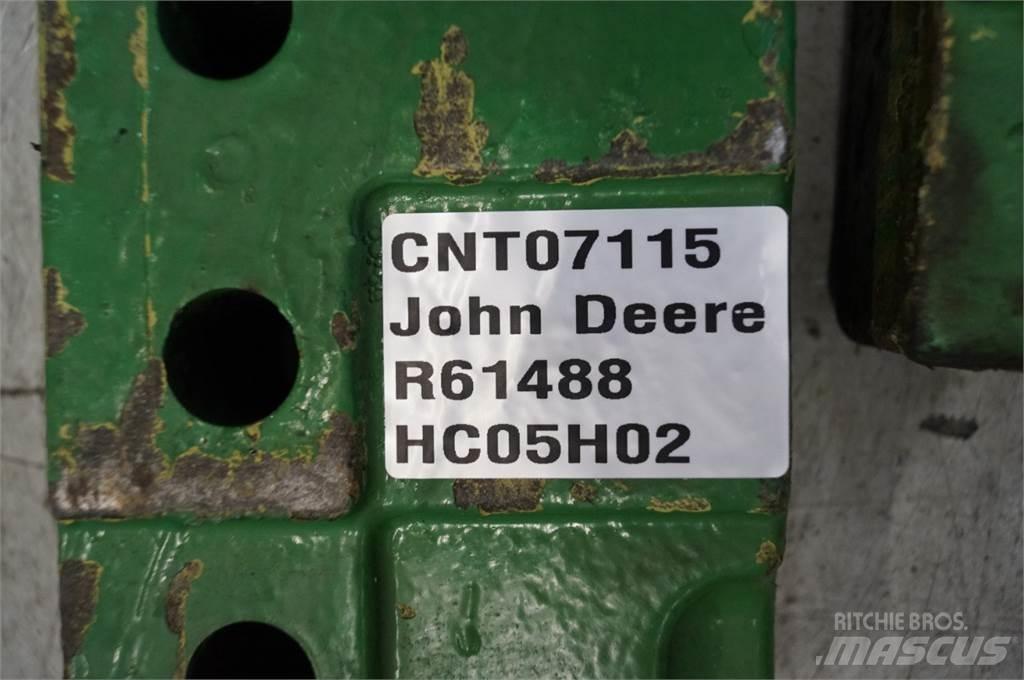 CNT07115
John Deere
R61488
HC05H02
RITCHIE BROS.
MASCUS